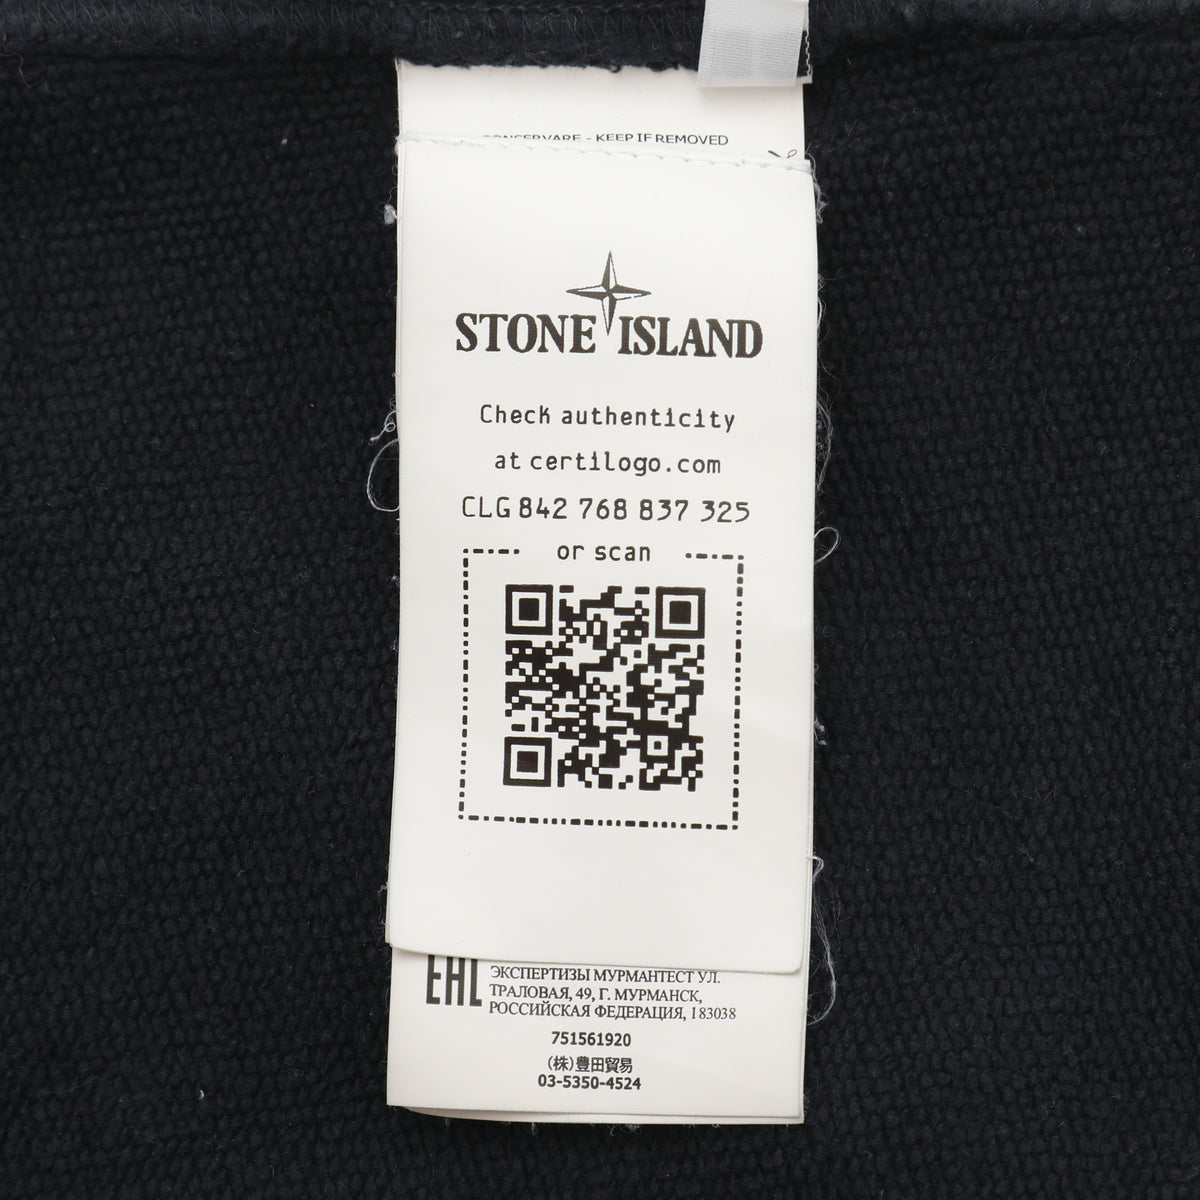 CONSERVARE - KEEP IF REMOVED
STONE ISLAND
Check authenticity
at certilogo.com
CLG 842 768 837 325
or scan
EAC
ЭКСПЕРТИЗЫ МУРМАНТЕСТ УЛ.
ТРАЛОВАЯ, 49, Г. МУРМАНСК,
РОССИЙСКАЯ ФЕДЕРАЦИЯ, 183038
751561920
(株)豊田貿易
03-5350-4524